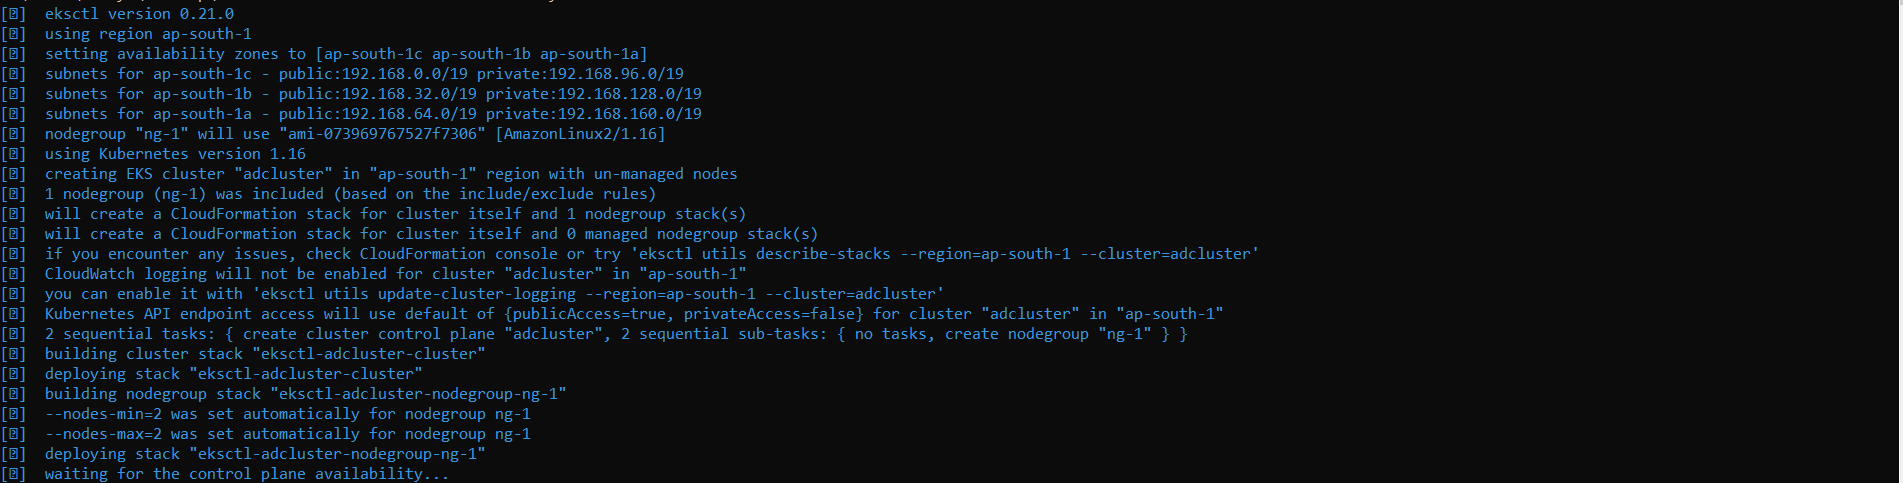 [?] eksctl version 0.21.0
[?] using region ap-south-1
[?] setting availability zones to [ap-south-1c ap-south-1b ap-south-1a]
[?] subnets for ap-south-1c - public:192.168.0.0/19 private:192.168.96.0/19
[?] subnets for ap-south-1b - public:192.168.32.0/19 private:192.168.128.0/19
[?] subnets for ap-south-1a - public:192.168.64.0/19 private:192.168.160.0/19
[?] nodegroup "ng-1" will use "ami-073969767527f7306" [AmazonLinux2/1.16]
[?] using Kubernetes version 1.16
[?] creating EKS cluster "adcluster" in "ap-south-1" region with un-managed nodes
[?] 1 nodegroup (ng-1) was included (based on the include/exclude rules)
[?] will create a CloudFormation stack for cluster itself and 1 nodegroup stack(s)
[?] will create a CloudFormation stack for cluster itself and 0 managed nodegroup stack(s)
[?] if you encounter any issues, check CloudFormation console or try 'eksctl utils describe-stacks --region=ap-south-1 --cluster=adcluster'
[?] CloudWatch logging will not be enabled for cluster "adcluster" in "ap-south-1"
[?] you can enable it with 'eksctl utils update-cluster-logging --region=ap-south-1 --cluster=adcluster'
[?] Kubernetes API endpoint access will use default of {publicAccess=true, privateAccess=false} for cluster "adcluster" in "ap-south-1"
[?] 2 sequential tasks: { create cluster control plane "adcluster", 2 sequential sub-tasks: { no tasks, create nodegroup "ng-1" } }
[?] building cluster stack "eksctl-adcluster-cluster"
[?] deploying stack "eksctl-adcluster-cluster"
[?] building nodegroup stack "eksctl-adcluster-nodegroup-ng-1"
[?] --nodes-min=2 was set automatically for nodegroup ng-1
[?] --nodes-max=2 was set automatically for nodegroup ng-1
[?] deploying stack "eksctl-adcluster-nodegroup-ng-1"
[?] waiting for the control plane availability...